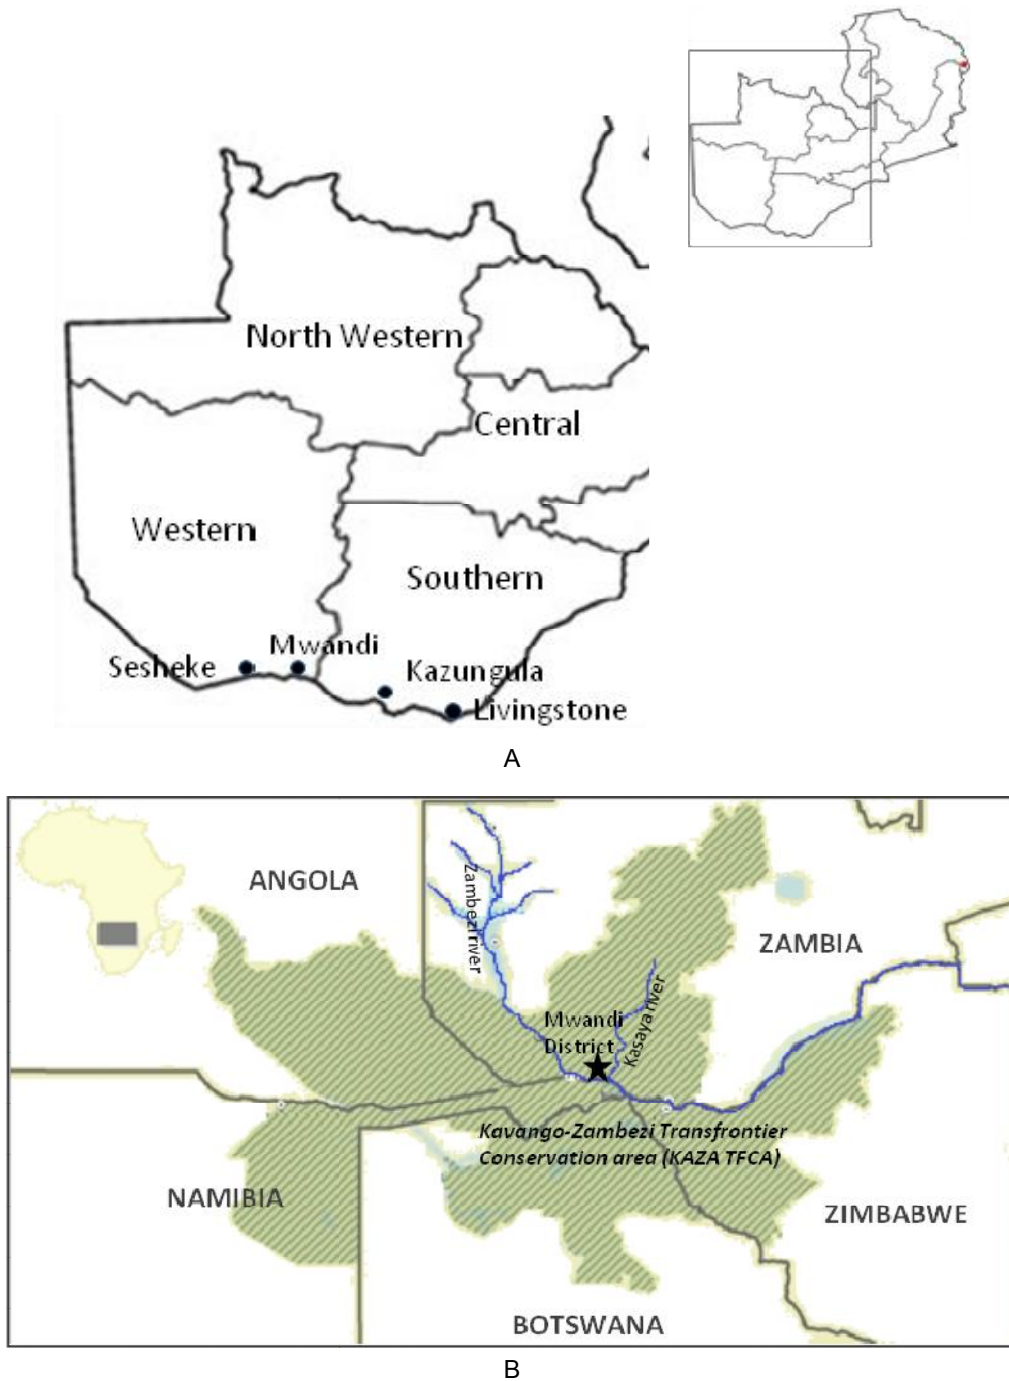 North Western
Central
Western
Southern
Mwandi
Sesheke
Kazungula
Livingstone
A
ANGOLA
Zambezi river
ZAMBIA
Mwandi
District
Kasaya river
Kavango-Zambezi Transfrontier
Conservation area (KAZA TFCA)
NAMIBIA
ZIMBABWE
BOTSWANA
B